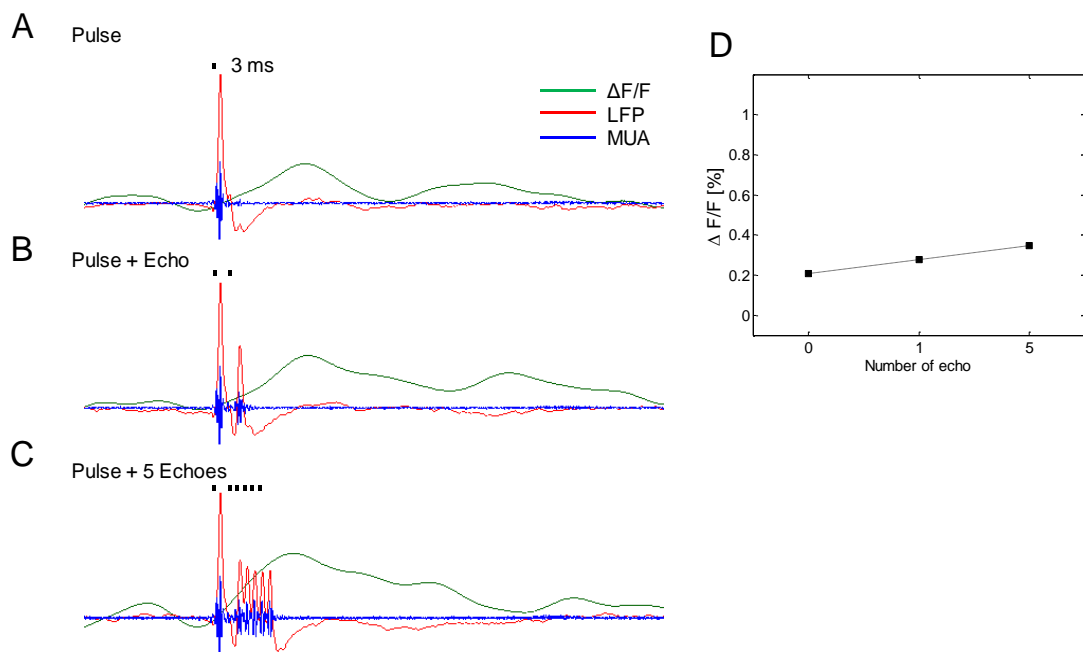 A
Pulse
3 ms
ΔF/F
LFP
MUA
B
Pulse + Echo
C
Pulse + 5 Echoes
D
Δ F/F [%]
1
0.8
0.6
0.4
0.2
0
0 1 5
Number of echo